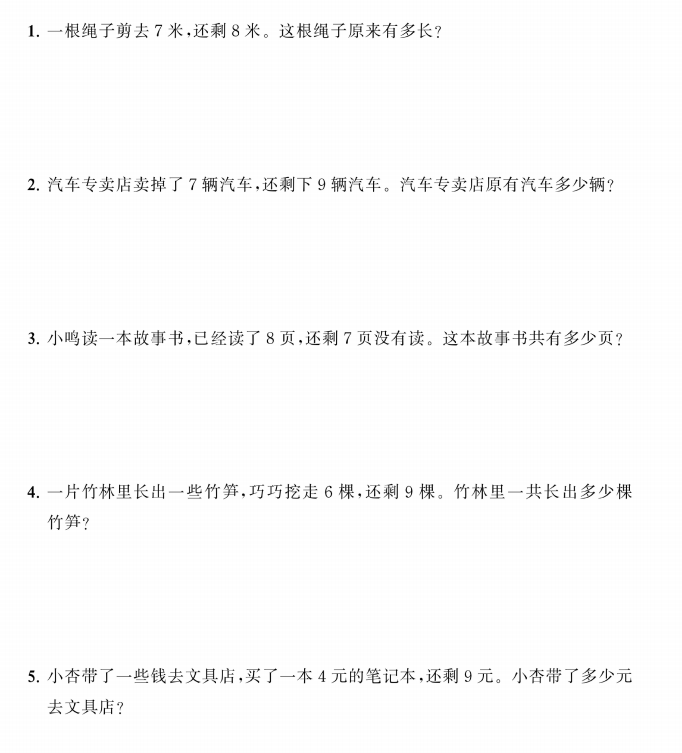 1. 一根绳子剪去 7 米,还剩 8 米。这根绳子原来有多长?
2. 汽车专卖店卖掉了 7 辆汽车,还剩下 9 辆汽车。汽车专卖店原有汽车多少辆?
3. 小鸣读一本故事书,已经读了 8 页,还剩 7 页没有读。这本故事书共有多少页?
4. 一片竹林里长出一些竹笋,巧巧挖走 6 棵,还剩 9 棵。竹林里一共长出多少棵
竹笋?
5. 小杏带了一些钱去文具店,买了一本 4 元的笔记本,还剩 9 元。小杏带了多少元
去文具店?